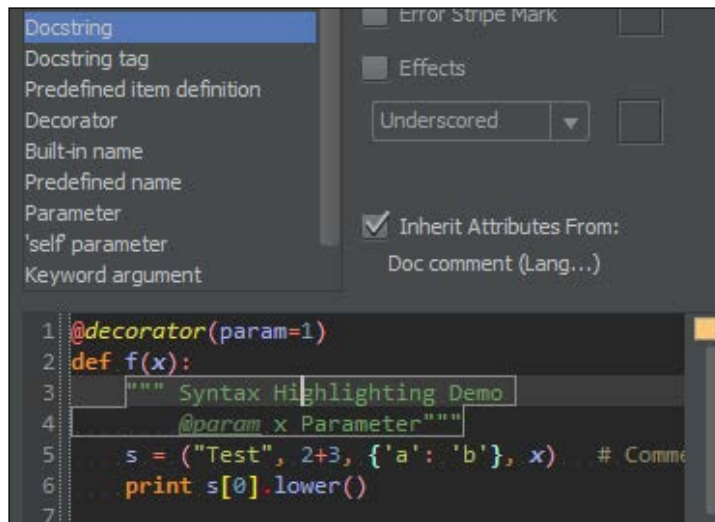 Docstring
Docstring tag
Predefined item definition
Decorator
Built-in name
Predefined name
Parameter
'self' parameter
Keyword argument
Error Stripe Mark
Effects
Underscored
Inherit Attributes From:
Doc comment (Lang...)
1 @decorator(param=1)
2 def f(x):
3     """ Syntax Highlighting Demo
4         @param x Parameter"""
5     s = ("Test", 2+3, {'a': 'b'}, x)   # Comme
6     print s[0].lower()
7